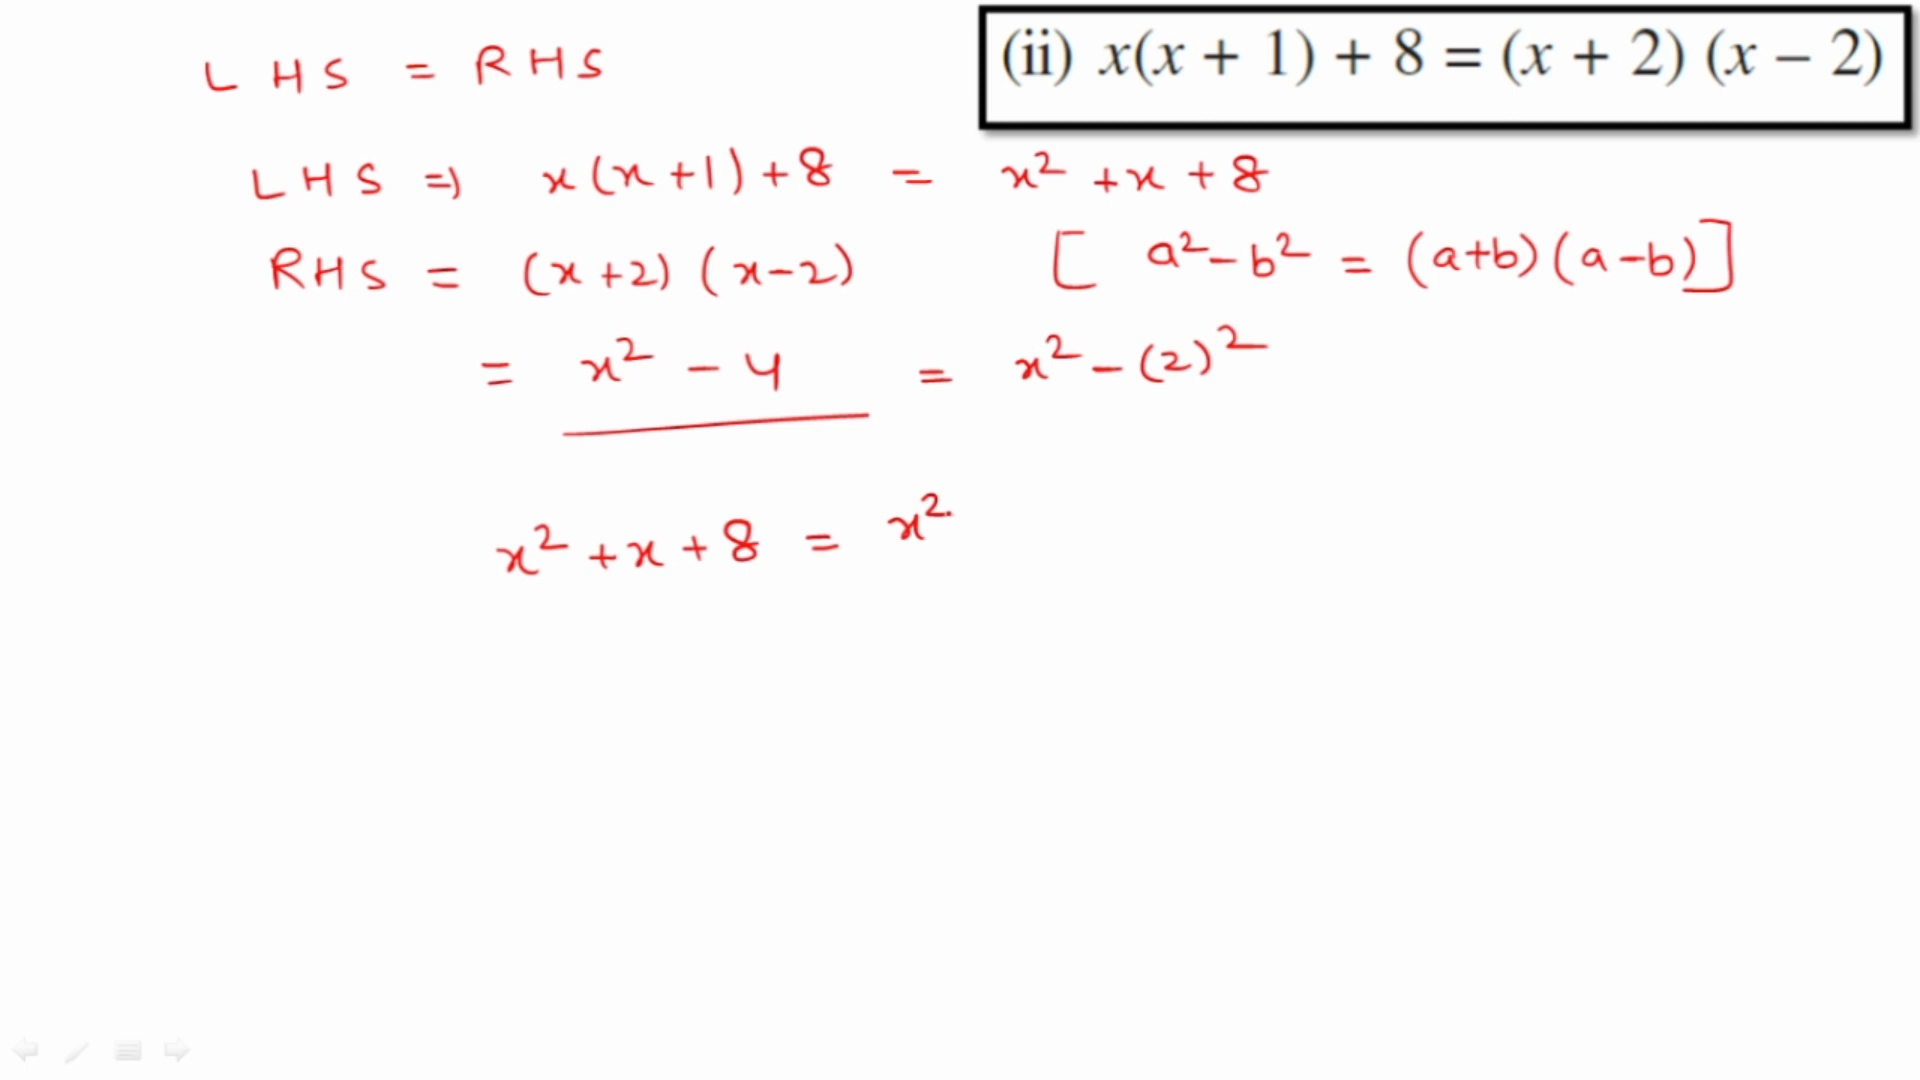 (ii) x(x + 1) + 8 = (x + 2) (x – 2)
LHS = RHS
LHS ⇒ x(x+1)+8 = x² +x +8
RHS = (x+2) (x-2) [ a²-b² = (a+b)(a-b)]
= x² - 4 = x² - (2)²
x² +x +8 = x²